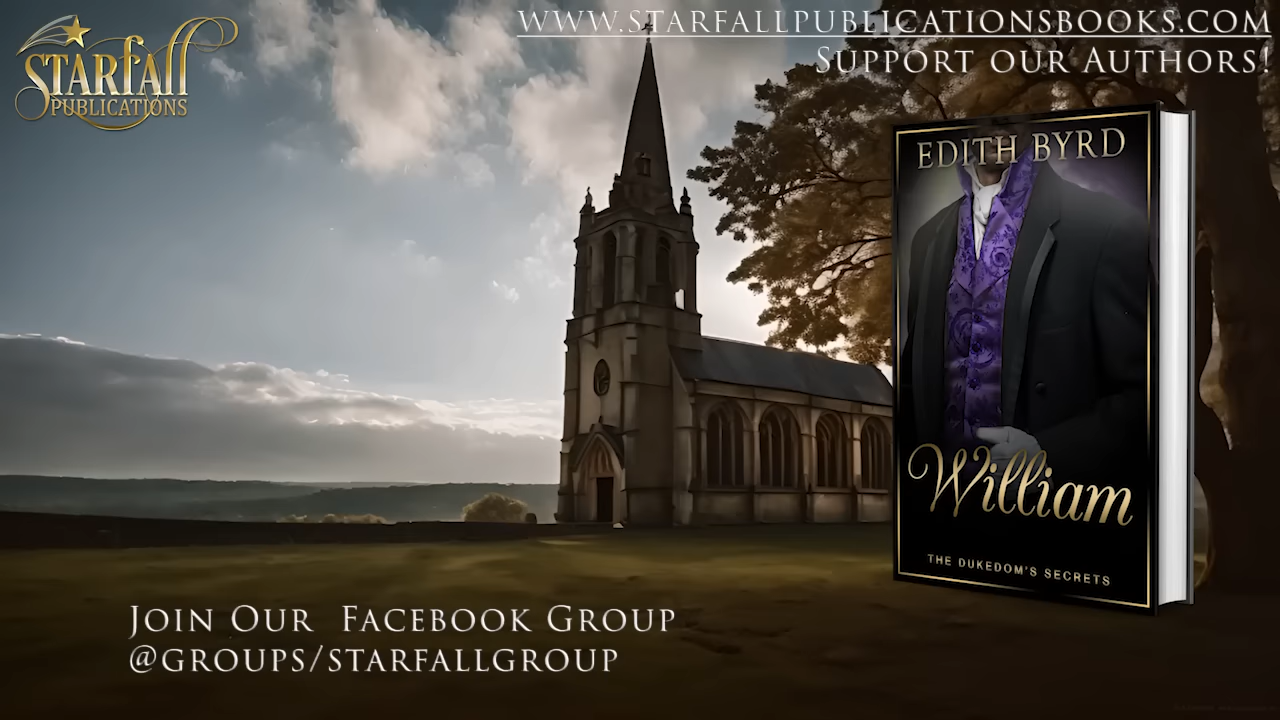 STARfall
PUBLICATIONS
www.starfallpublicationsbooks.com
Support our Authors!
EDITH BYRD
William
THE DUKEDOM'S SECRETS
Join Our Facebook Group
@groups/starfallgroup